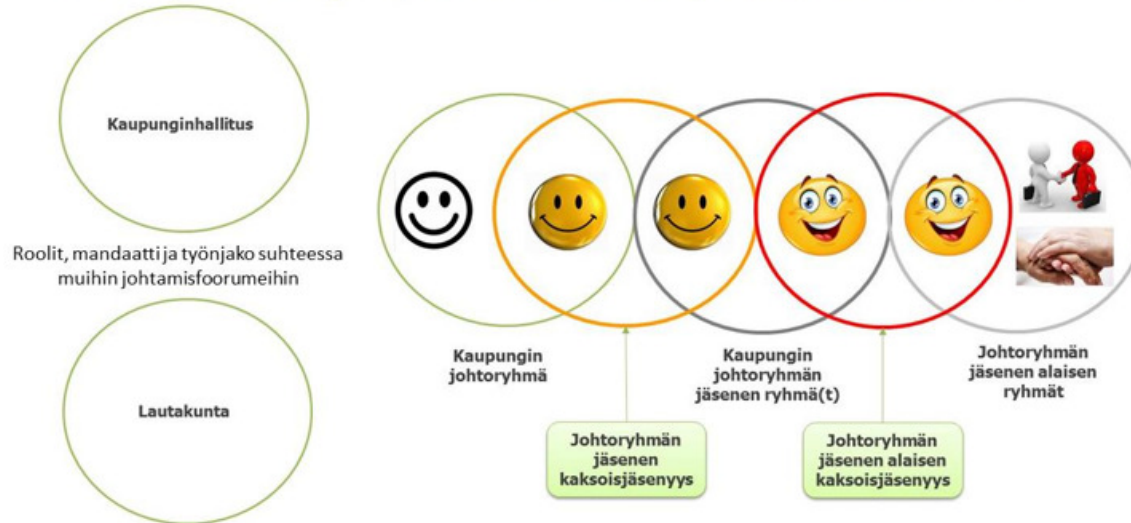 Kaupunginhallitus
Roolit, mandaatti ja työnjako suhteessa
muihin johtamisfoorumeihin
Lautakunta
Kaupungin
johtoryhmä
Kaupungin
johtoryhmän
jäsenen ryhmä(t)
Johtoryhmän
jäsenen alaisen
ryhmät
Johtoryhmän
jäsenen
kaksoisjäsenyys
Johtoryhmän
jäsenen alaisen
kaksoisjäsenyys